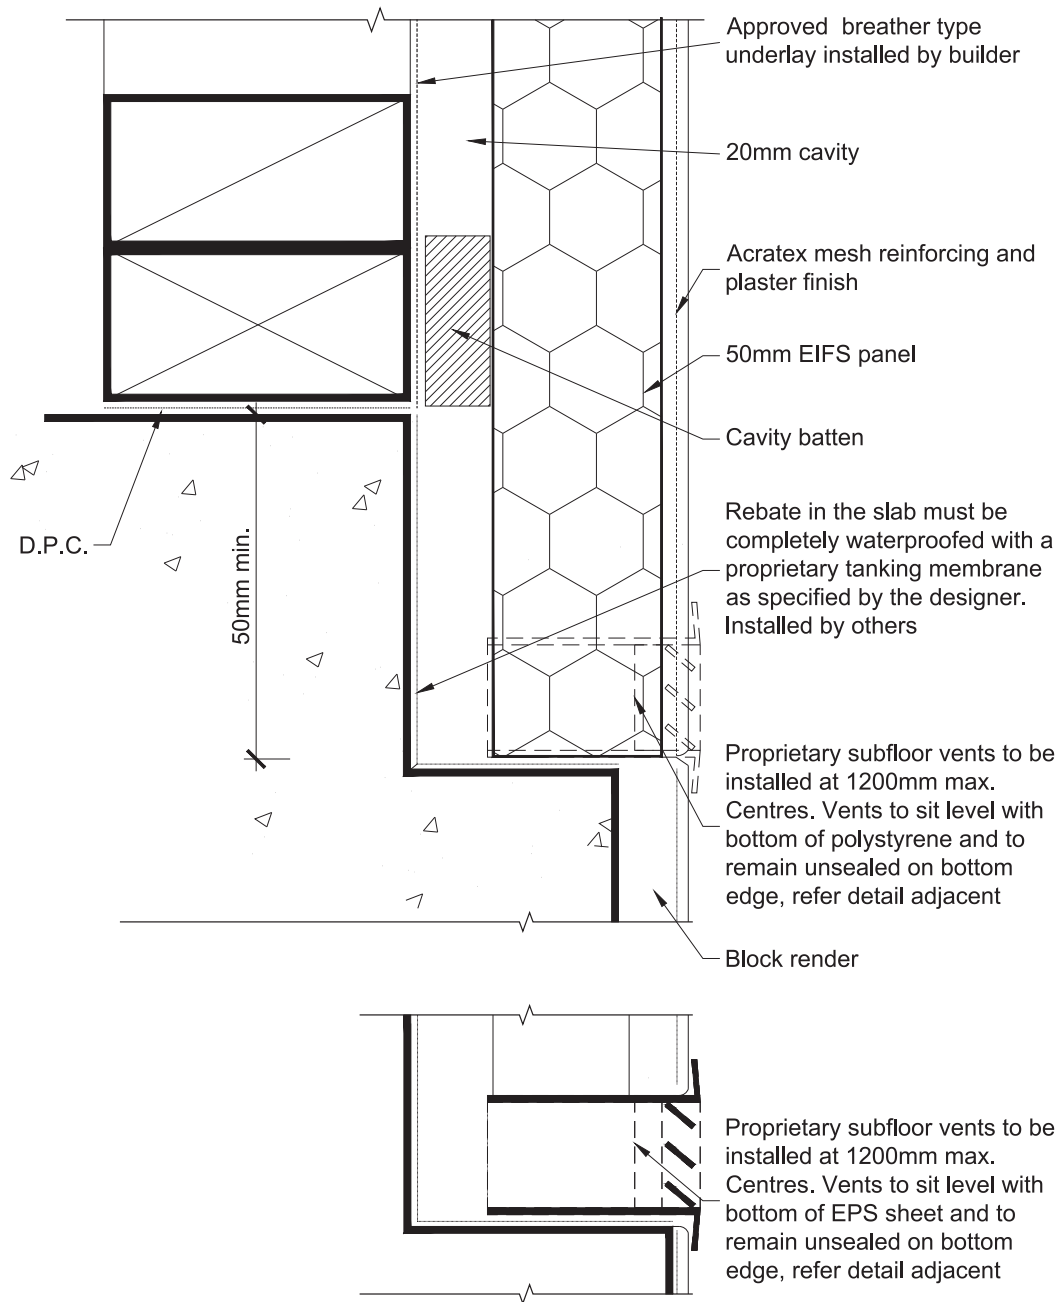 Approved breather type
underlay installed by builder
20mm cavity
Acratex mesh reinforcing and
plaster finish
50mm EIFS panel
Cavity batten
Rebate in the slab must be
completely waterproofed with a
proprietary tanking membrane
as specified by the designer.
Installed by others
D.P.C.
50mm min.
Proprietary subfloor vents to be
installed at 1200mm max.
Centres. Vents to sit level with
bottom of polystyrene and to
remain unsealed on bottom
edge, refer detail adjacent
Block render
Proprietary subfloor vents to be
installed at 1200mm max.
Centres. Vents to sit level with
bottom of EPS sheet and to
remain unsealed on bottom
edge, refer detail adjacent